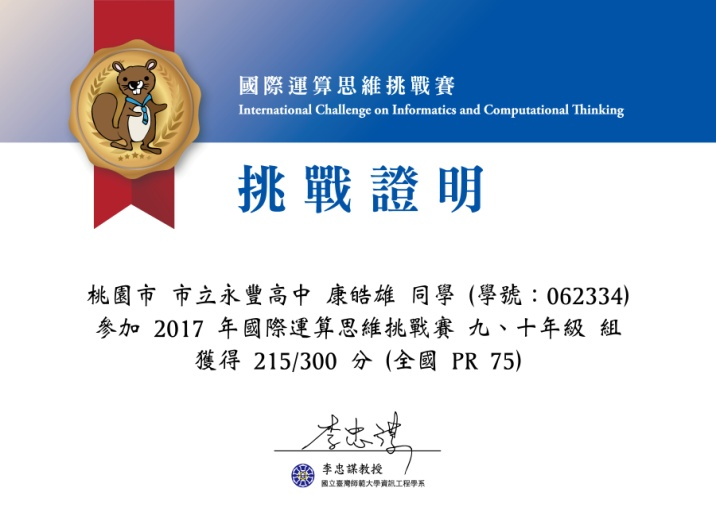 國際運算思維挑戰賽
International Challenge on Informatics and Computational Thinking
挑戰證明
桃園市 市立永豐高中 康皓雄 同學 (學號：062334)
參加 2017 年國際運算思維挑戰賽 九、十年級 組
獲得 215/300 分 (全國 PR 75)
李忠謀
李忠謀教授
國立臺灣師範大學資訊工程學系